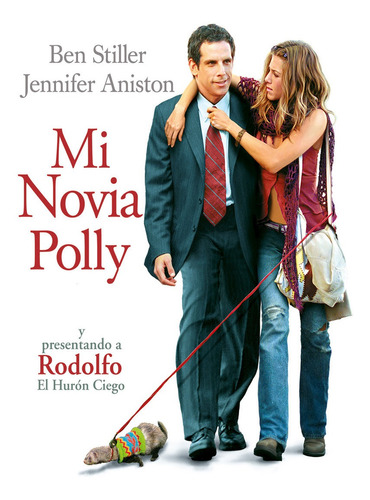 Ben Stiller
Jennifer Aniston
Mi
Novia
Polly
y
presentando a
Rodolfo
El Hurón Ciego